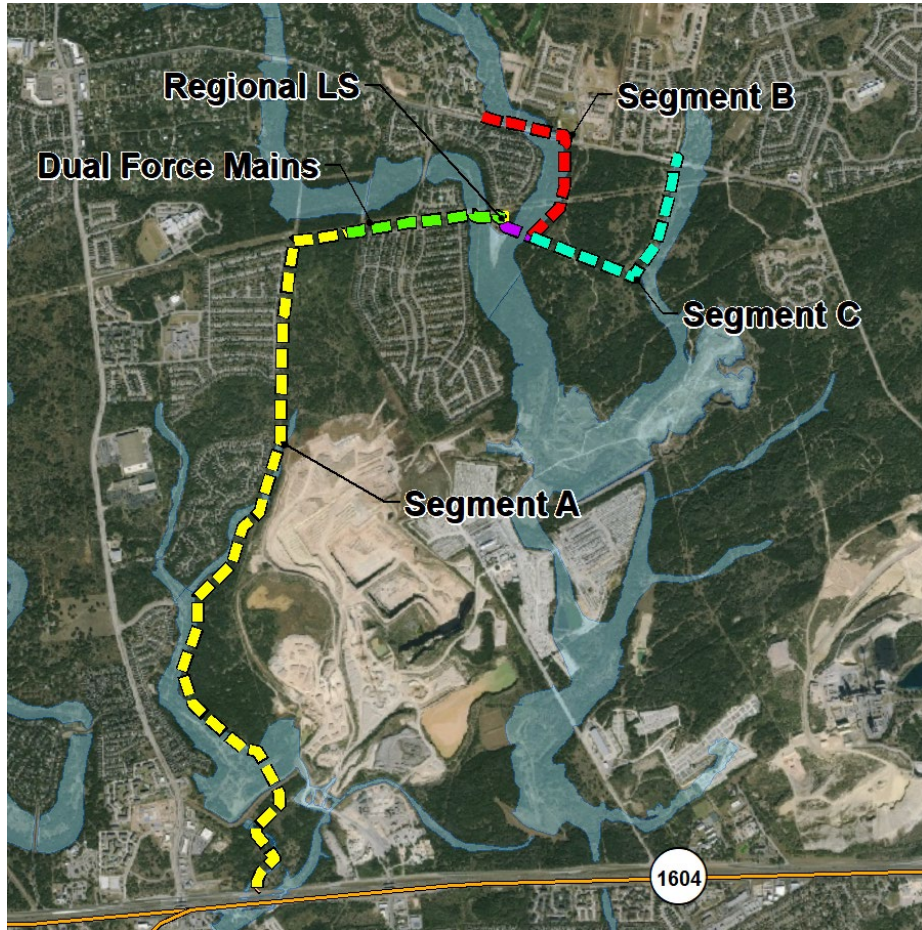 Regional LS
Segment B
Dual Force Mains
Segment C
Segment A
1604